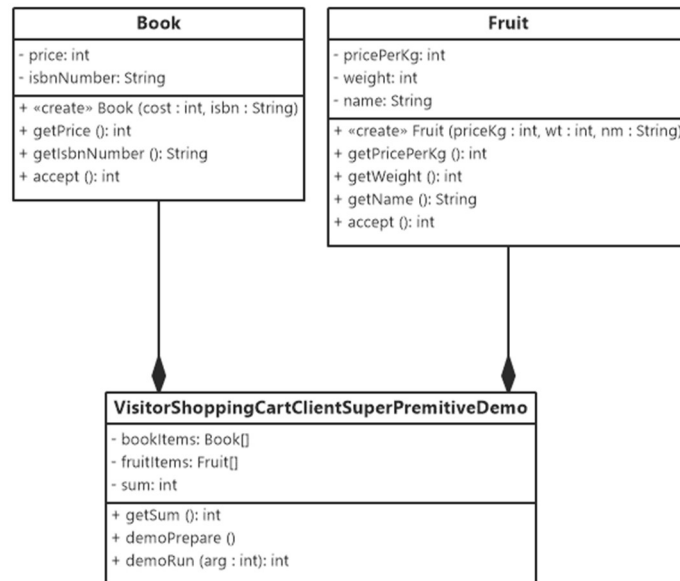 Book
- price: int
- isbnNumber: String
+ «create» Book (cost : int, isbn : String)
+ getPrice (): int
+ getIsbnNumber (): String
+ accept (): int
Fruit
- pricePerKg: int
- weight: int
- name: String
+ «create» Fruit (priceKg : int, wt : int, nm : String)
+ getPricePerKg (): int
+ getWeight (): int
+ getName (): String
+ accept (): int
VisitorShoppingCartClientSuperPremitiveDemo
- bookItems: Book[]
- fruitItems: Fruit[]
- sum: int
+ getSum (): int
+ demoPrepare ()
+ demoRun (arg : int): int